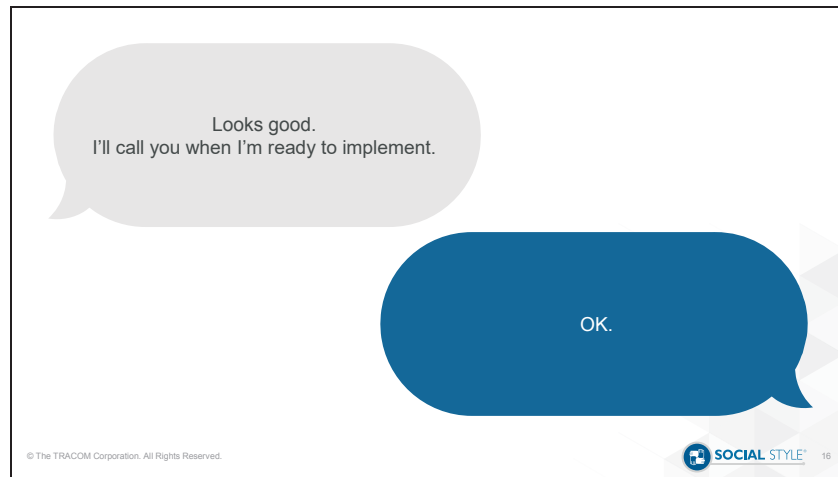 Looks good.
I'll call you when I'm ready to implement.
OK.
© The TRACOM Corporation. All Rights Reserved.
SOCIAL STYLE
16